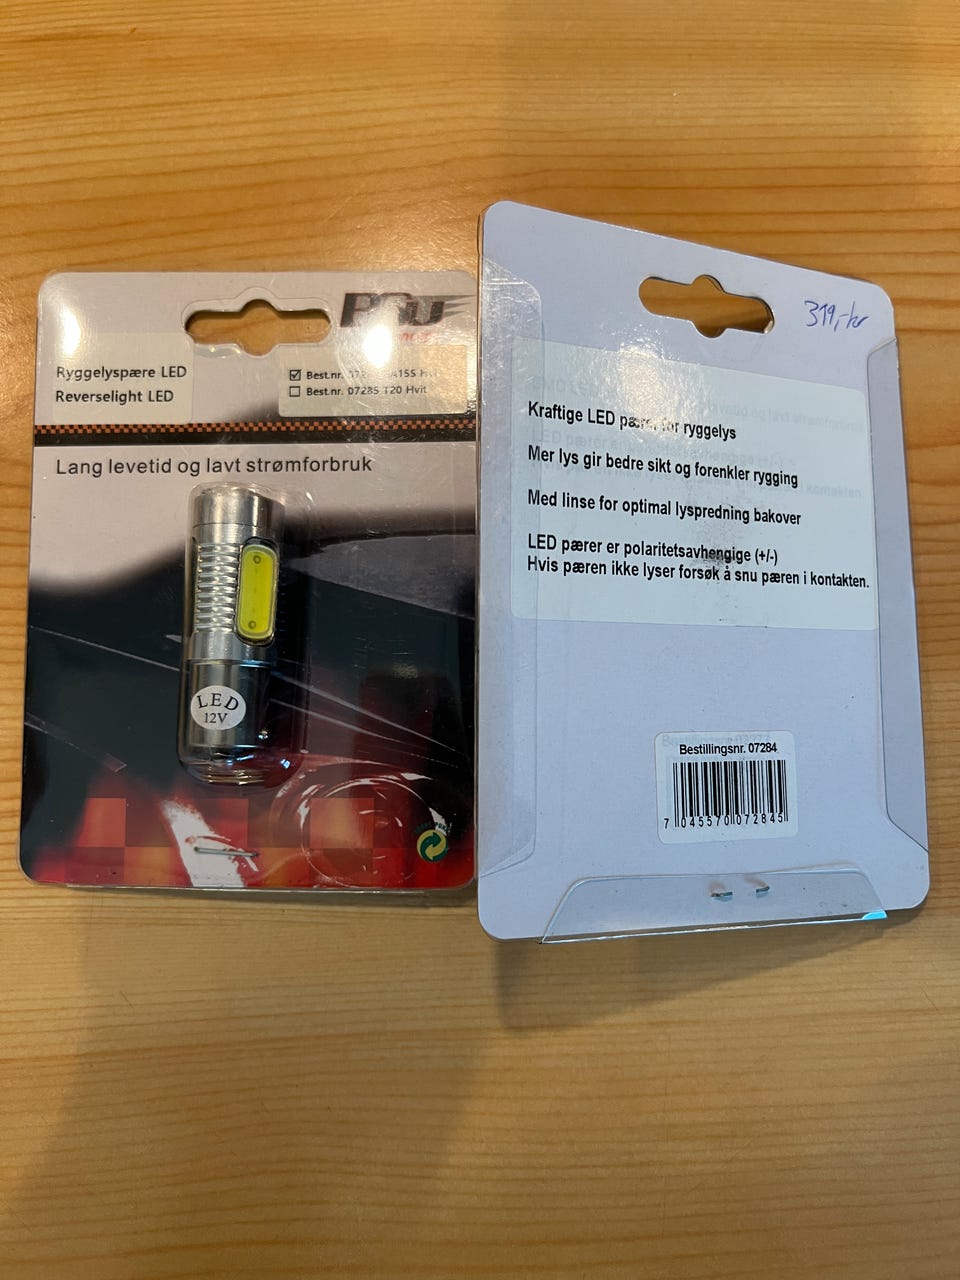 Ryggelyspære LED
Reverselight LED
Best.nr.
Best.nr. 07285 T20 Hvit
Lang levetid og lavt strømforbruk
LED
12V
319,-kr
Kraftige LED pærer for ryggelys
Mer lys gir bedre sikt og forenkler rygging
Med linse for optimal lyspredning bakover
LED pærer er polaritetsavhengige (+/-)
Hvis pæren ikke lyser forsøk å snu pæren i kontakten.
Bestillingsnr. 07284
7 045570 072845